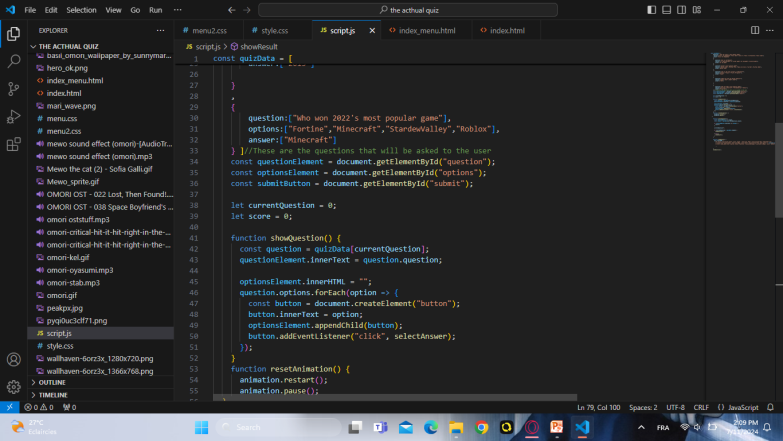 File Edit Selection View Go Run ··· the acthual quiz
EXPLORER ···
THE ACTHUAL QUIZ
basil_omori_wallpaper_by_sunnymar...
hero_ok.png
index_menu.html
index.html
mari_wave.png
menu.css
menu2.css
mewo sound effect (omori)-[AudioTr...
mewo sound effect (omori).mp3
Mewo the cat (2) - Sofia Galli.gif
Mewo_sprite.gif
OMORI OST - 022 Lost, Then Found!...
OMORI OST - 038 Space Boyfriend's ...
omori oststuff.mp3
omori-critical-hit-it-hit-right-in-the-...
omori-critical-hit-it-hit-right-in-the-...
omori-kel.gif
omori-oyasumi.mp3
omori-stab.mp3
omori.gif
peakpx.jpg
pyqi0uc3clf71.png
JS script.js
# style.css
wallhaven-6orz3x_1280x720.png
wallhaven-6orz3x_1366x768.png
OUTLINE
TIMELINE
# menu2.css
# style.css
JS script.js
<> index_menu.html
<> index.html
JS script.js > showResult
1 const quizData = [
26
27 }
28 ,
29 {
30 question:["Who won 2022's most popular game"],
31 options:["Fortine","Minecraft","StardewValley","Roblox"],
32 answer:["Minecraft"]
33 } ]//These are the questions that will be asked to the user
34 const questionElement = document.getElementById("question");
35 const optionsElement = document.getElementById("options");
36 const submitButton = document.getElementById("submit");
37
38 let currentQuestion = 0;
39 let score = 0;
40
41 function showQuestion() {
42 const question = quizData[currentQuestion];
43 questionElement.innerText = question.question;
44
45 optionsElement.innerHTML = "";
46 question.options.forEach(option => {
47 const button = document.createElement("button");
48 button.innerText = option;
49 optionsElement.appendChild(button);
50 button.addEventListener("click", selectAnswer);
51 });
52 }
53 function resetAnimation() {
54 animation.restart();
55 animation.pause();
0 0 0 Ln 79, Col 100 Spaces: 2 UTF-8 CRLF {} JavaScript
Search
FRA